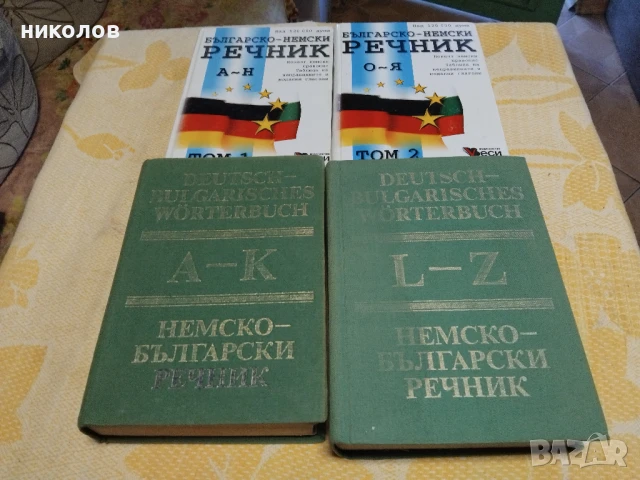 николов
БЪЛГАРСКО-НЕМСКИ
РЕЧНИК
А~Н
ТОМ 1
БЪЛГАРСКО-НЕМСКИ
РЕЧНИК
О~Я
ТОМ 2
ВЕСИ
DEUTSCH-
BULGARISCHES
WÖRTERBUCH
A-K
НЕМСКО-
БЪЛГАРСКИ
РЕЧНИК
DEUTSCH-
BULGARISCHES
WÖRTERBUCH
L-Z
НЕМСКО-
БЪЛГАРСКИ
РЕЧНИК
BAZAR